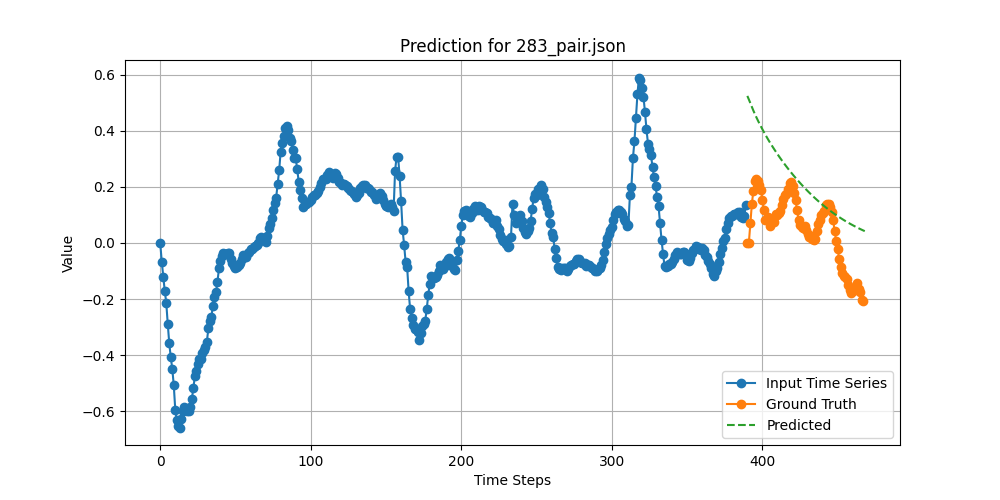 Prediction for 283_pair.json
0.6
0.4
0.2
0.0
−0.2
−0.4
−0.6
Value
0
100
200
300
400
Time Steps
Input Time Series
Ground Truth
Predicted